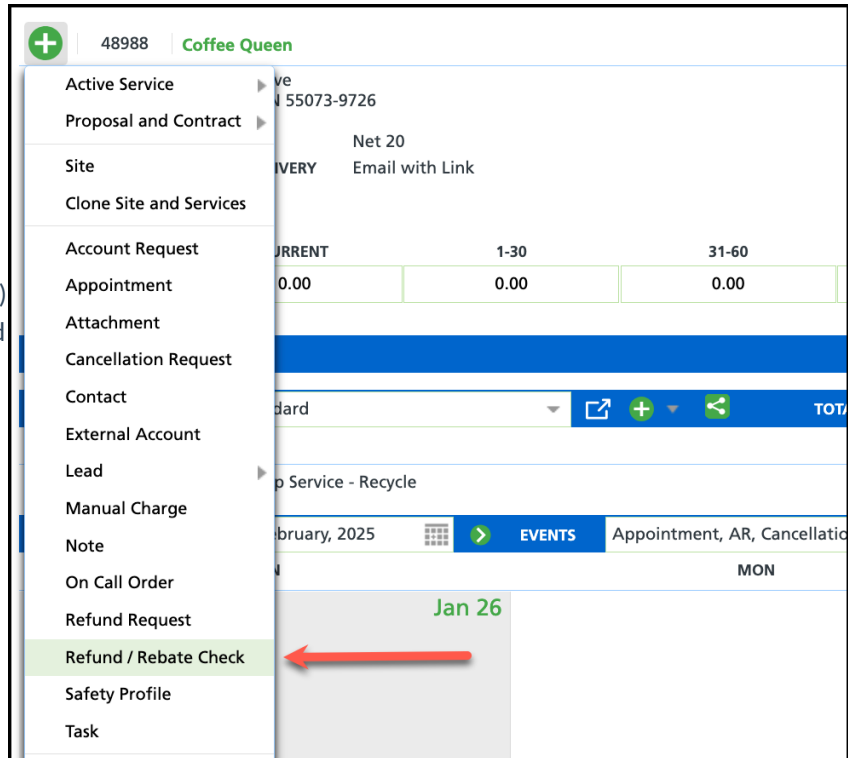 48988 Coffee Queen
Active Service
Proposal and Contract
Site
Clone Site and Services
Account Request
Appointment
Attachment
Cancellation Request
Contact
External Account
Lead
Manual Charge
Note
On Call Order
Refund Request
Refund / Rebate Check
Safety Profile
Task
ve
N 55073-9726
Net 20
IVERY Email with Link
URRENT 1-30 31-60
0.00 0.00 0.00
)
d
dard TOTA
p Service - Recycle
ebruary, 2025 EVENTS Appointment, AR, Cancellatio
N MON
Jan 26